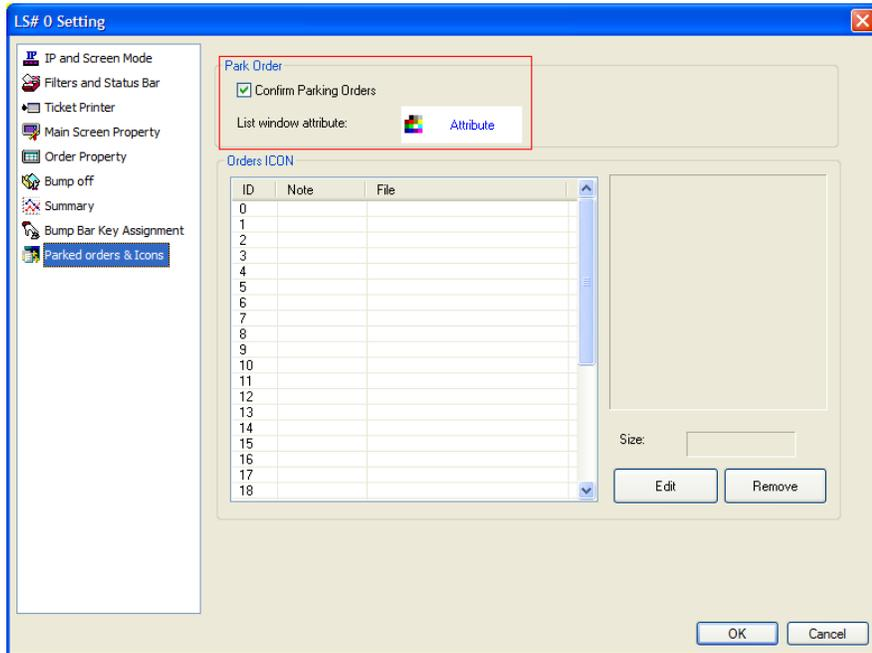 LS# 0 Setting
IP and Screen Mode
Filters and Status Bar
Ticket Printer
Main Screen Property
Order Property
Bump off
Summary
Bump Bar Key Assignment
Parked orders & Icons
Park Order
Confirm Parking Orders
List window attribute: Attribute
Orders ICON
ID Note File
0
1
2
3
4
5
6
7
8
9
10
11
12
13
14
15
16
17
18
Size:
Edit Remove
OK Cancel